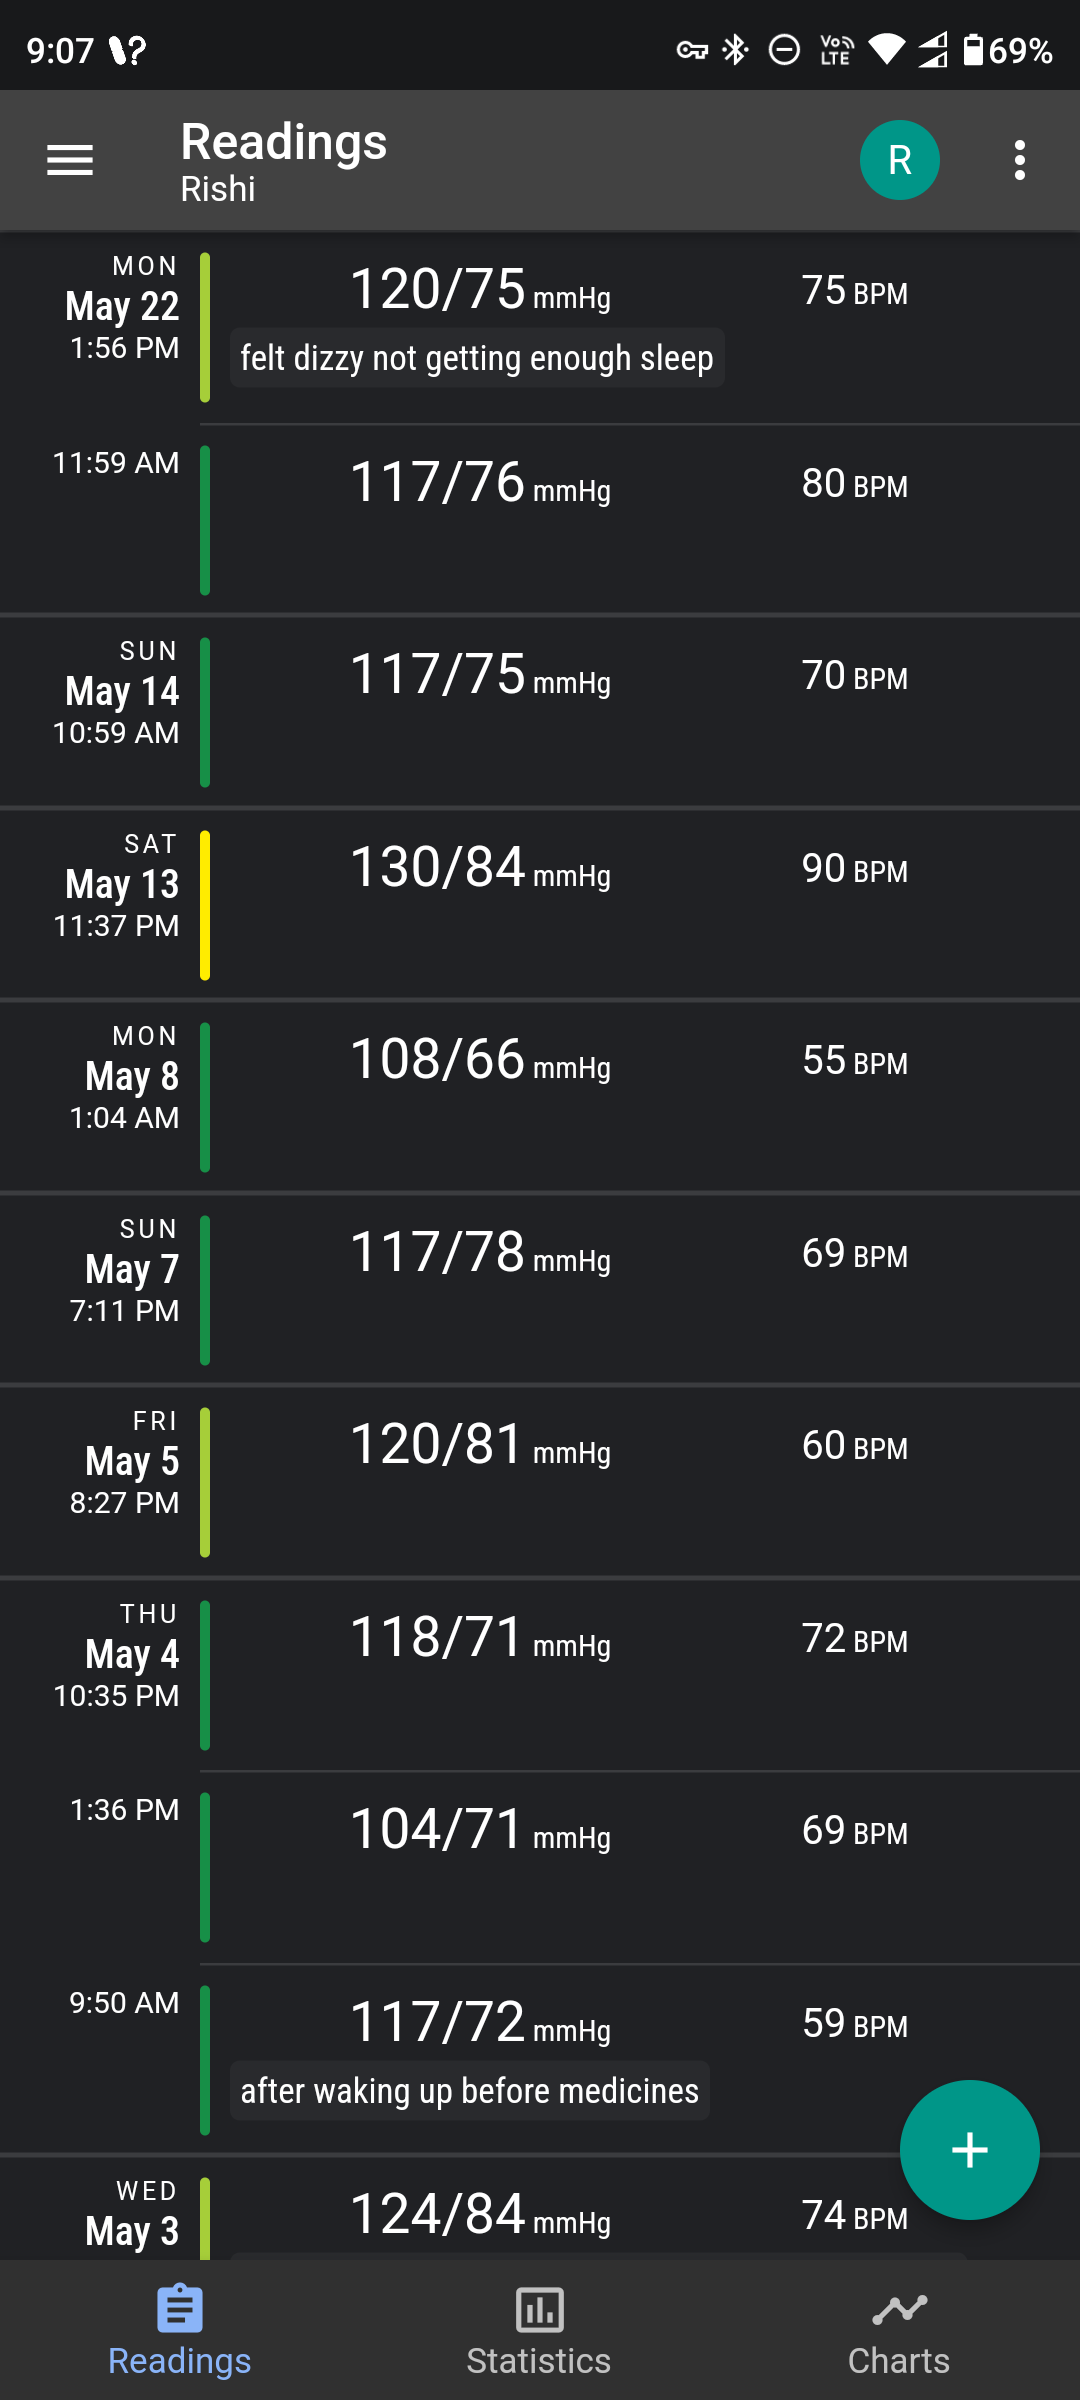 9:07
Vo LTE
69%
Readings
Rishi
R
MON
May 22
1:56 PM
120/75 mmHg
75 BPM
felt dizzy not getting enough sleep
11:59 AM
117/76 mmHg
80 BPM
SUN
May 14
10:59 AM
117/75 mmHg
70 BPM
SAT
May 13
11:37 PM
130/84 mmHg
90 BPM
MON
May 8
1:04 AM
108/66 mmHg
55 BPM
SUN
May 7
7:11 PM
117/78 mmHg
69 BPM
FRI
May 5
8:27 PM
120/81 mmHg
60 BPM
THU
May 4
10:35 PM
118/71 mmHg
72 BPM
1:36 PM
104/71 mmHg
69 BPM
9:50 AM
117/72 mmHg
59 BPM
after waking up before medicines
WED
May 3
124/84 mmHg
74 BPM
Readings
Statistics
Charts